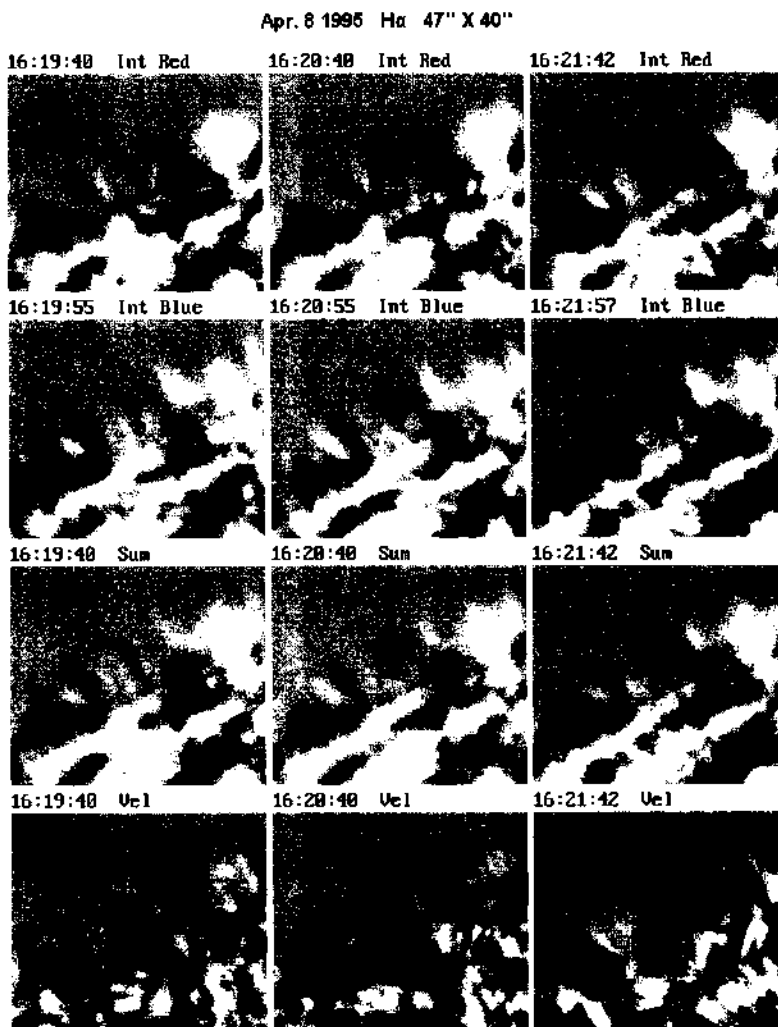 Apr. 8 1995 Hα 47" X 40"
16:19:40 Int Red 16:20:40 Int Red 16:21:42 Int Red
16:19:55 Int Blue 16:20:55 Int Blue 16:21:57 Int Blue
16:19:40 Sum 16:20:40 Sum 16:21:42 Sum
16:19:40 Vel 16:20:40 Vel 16:21:42 Vel